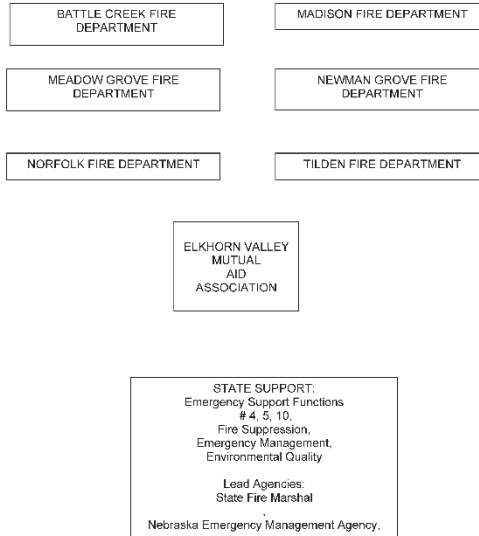 BATTLE CREEK FIRE
DEPARTMENT
MADISON FIRE DEPARTMENT
MEADOW GROVE FIRE
DEPARTMENT
NEWMAN GROVE FIRE
DEPARTMENT
NORFOLK FIRE DEPARTMENT
TILDEN FIRE DEPARTMENT
ELKHORN VALLEY
MUTUAL
AID
ASSOCIATION
STATE SUPPORT:
Emergency Support Functions
# 4, 5, 10,
Fire Suppression,
Emergency Management,
Environmental Quality
Lead Agencies:
State Fire Marshal
,
Nebraska Emergency Management Agency,